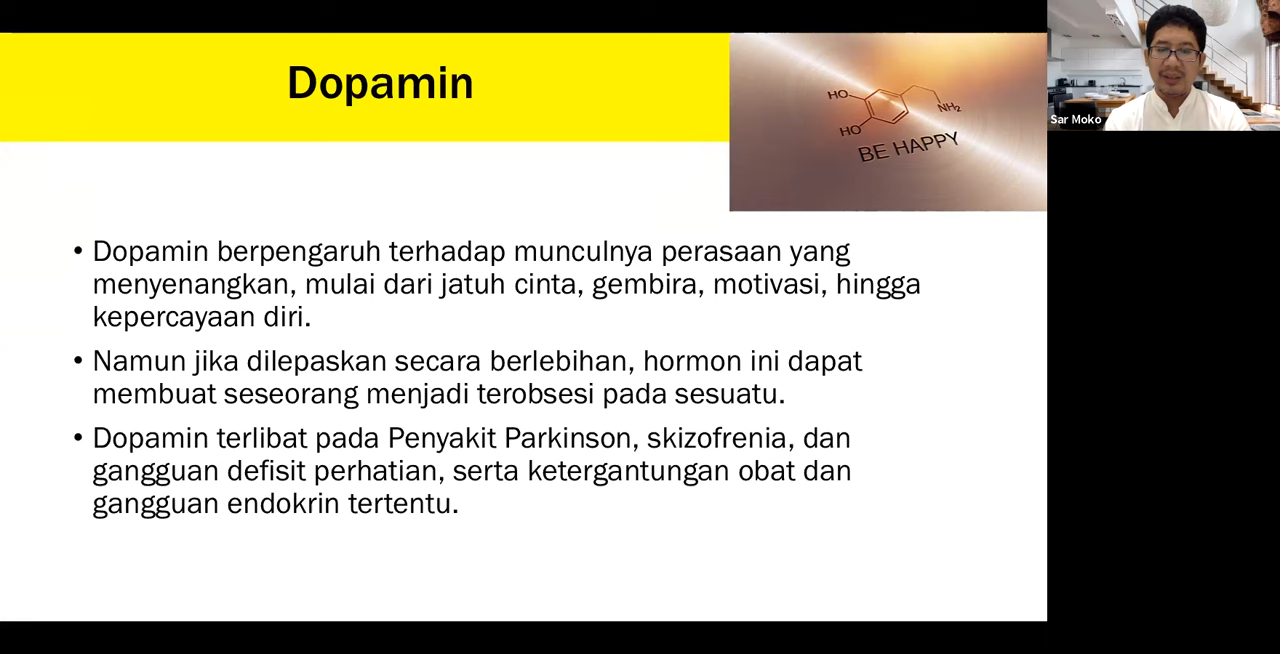 Dopamin
HO
NH₂
HO
BE HAPPY
Sar Moko
• Dopamin berpengaruh terhadap munculnya perasaan yang
menyenangkan, mulai dari jatuh cinta, gembira, motivasi, hingga
kepercayaan diri.
• Namun jika dilepaskan secara berlebihan, hormon ini dapat
membuat seseorang menjadi terobsesi pada sesuatu.
• Dopamin terlibat pada Penyakit Parkinson, skizofrenia, dan
gangguan defisit perhatian, serta ketergantungan obat dan
gangguan endokrin tertentu.